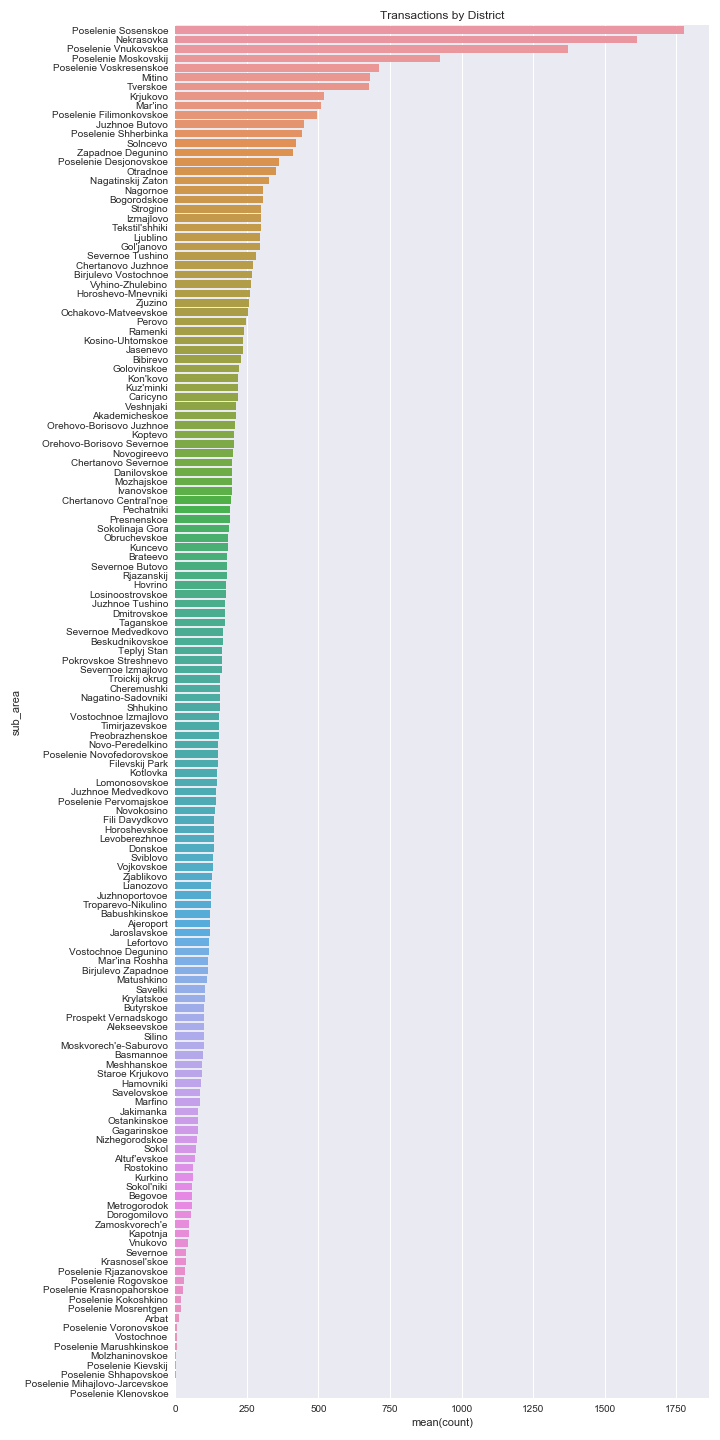 Transactions by District
Poselenie Sosenskoe
Nekrasovka
Poselenie Vnukovskoe
Poselenie Moskovskij
Poselenie Voskresenskoe
Mitino
Tverskoe
Krjukovo
Mar'ino
Poselenie Filimonkovskoe
Juzhnoe Butovo
Poselenie Shherbinka
Solncevo
Zapadnoe Degunino
Poselenie Desjonovskoe
Otradnoe
Nagatinskij Zaton
Nagornoe
Bogorodskoe
Strogino
Izmajlovo
Tekstil'shhiki
Ljublino
Gol'janovo
Severnoe Tushino
Chertanovo Juzhnoe
Birjulevo Vostochnoe
Vyhino-Zhulebino
Horoshevo-Mnevniki
Zjuzino
Ochakovo-Matveevskoe
Perovo
Ramenki
Kosino-Uhtomskoe
Jasenevo
Bibirevo
Golovinskoe
Kon'kovo
Kuz'minki
Caricyno
Veshnjaki
Akademicheskoe
Orehovo-Borisovo Juzhnoe
Koptevo
Orehovo-Borisovo Severnoe
Novogireevo
Chertanovo Severnoe
Danilovskoe
Mozhajskoe
Ivanovskoe
Chertanovo Central'noe
Pechatniki
Presnenskoe
Sokolinaja Gora
Obruchevskoe
Kuncevo
Brateevo
Severnoe Butovo
Rjazanskij
Hovrino
Losinoostrovskoe
Juzhnoe Tushino
Dmitrovskoe
Taganskoe
Severnoe Medvedkovo
Beskudnikovskoe
Teplyj Stan
Pokrovskoe Streshnevo
Severnoe Izmajlovo
Troickij okrug
Cheremushki
Nagatino-Sadovniki
Shhukino
Vostochnoe Izmajlovo
Timirjazevskoe
Preobrazhenskoe
Novo-Peredelkino
Poselenie Novofedorovskoe
Filevskij Park
Kotlovka
Lomonosovskoe
Juzhnoe Medvedkovo
Poselenie Pervomajskoe
Novokosino
Fili Davydkovo
Horoshevskoe
Levoberezhnoe
Donskoe
Sviblovo
Vojkovskoe
Zjablikovo
Lianozovo
Juzhnoportovoe
Troparevo-Nikulino
Babushkinskoe
Ajeroport
Jaroslavskoe
Lefortovo
Vostochnoe Degunino
Mar'ina Roshha
Birjulevo Zapadnoe
Matushkino
Savelki
Krylatskoe
Butyrskoe
Prospekt Vernadskogo
Alekseevskoe
Silino
Moskvorech'e-Saburovo
Basmannoe
Meshhanskoe
Staroe Krjukovo
Hamovniki
Savelovskoe
Marfino
Jakimanka
Ostankinskoe
Gagarinskoe
Nizhegorodskoe
Sokol
Altuf'evskoe
Rostokino
Kurkino
Sokol'niki
Begovoe
Metrogorodok
Dorogomilovo
Zamoskvorech'e
Kapotnja
Vnukovo
Severnoe
Krasnosel'skoe
Poselenie Rjazanovskoe
Poselenie Rogovskoe
Poselenie Krasnopahorskoe
Poselenie Kokoshkino
Poselenie Mosrentgen
Arbat
Poselenie Voronovskoe
Vostochnoe
Poselenie Marushkinskoe
Molzhaninovskoe
Poselenie Kievskij
Poselenie Shhapovskoe
Poselenie Mihajlovo-Jarcevskoe
Poselenie Klenovskoe
sub_area
0 250 500 750 1000 1250 1500 1750
mean(count)